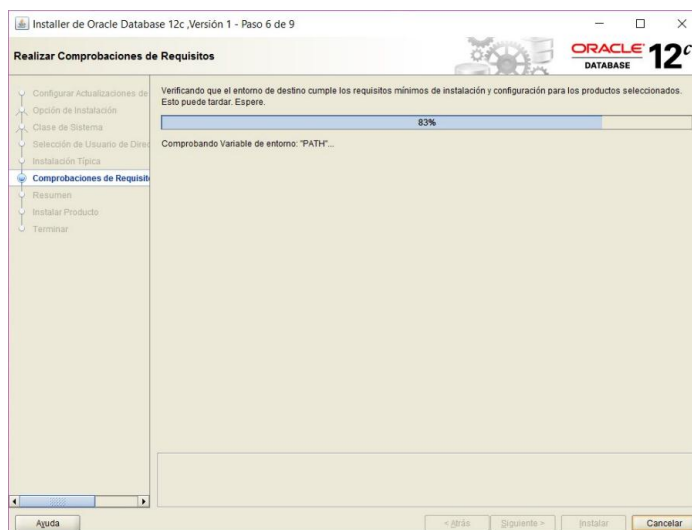 Installer de Oracle Database 12c ,Versión 1 - Paso 6 de 9
Realizar Comprobaciones de Requisitos
ORACLE
DATABASE
12c
Configurar Actualizaciones de
Opción de Instalación
Clase de Sistema
Selección de Usuario de Direc
Instalación Típica
Comprobaciones de Requisit
Resumen
Instalar Producto
Terminar
Verificando que el entorno de destino cumple los requisitos mínimos de instalación y configuración para los productos seleccionados.
Esto puede tardar. Espere.
83%
Comprobando Variable de entorno: "PATH"...
Ayuda
< Atrás
Siguiente >
Instalar
Cancelar